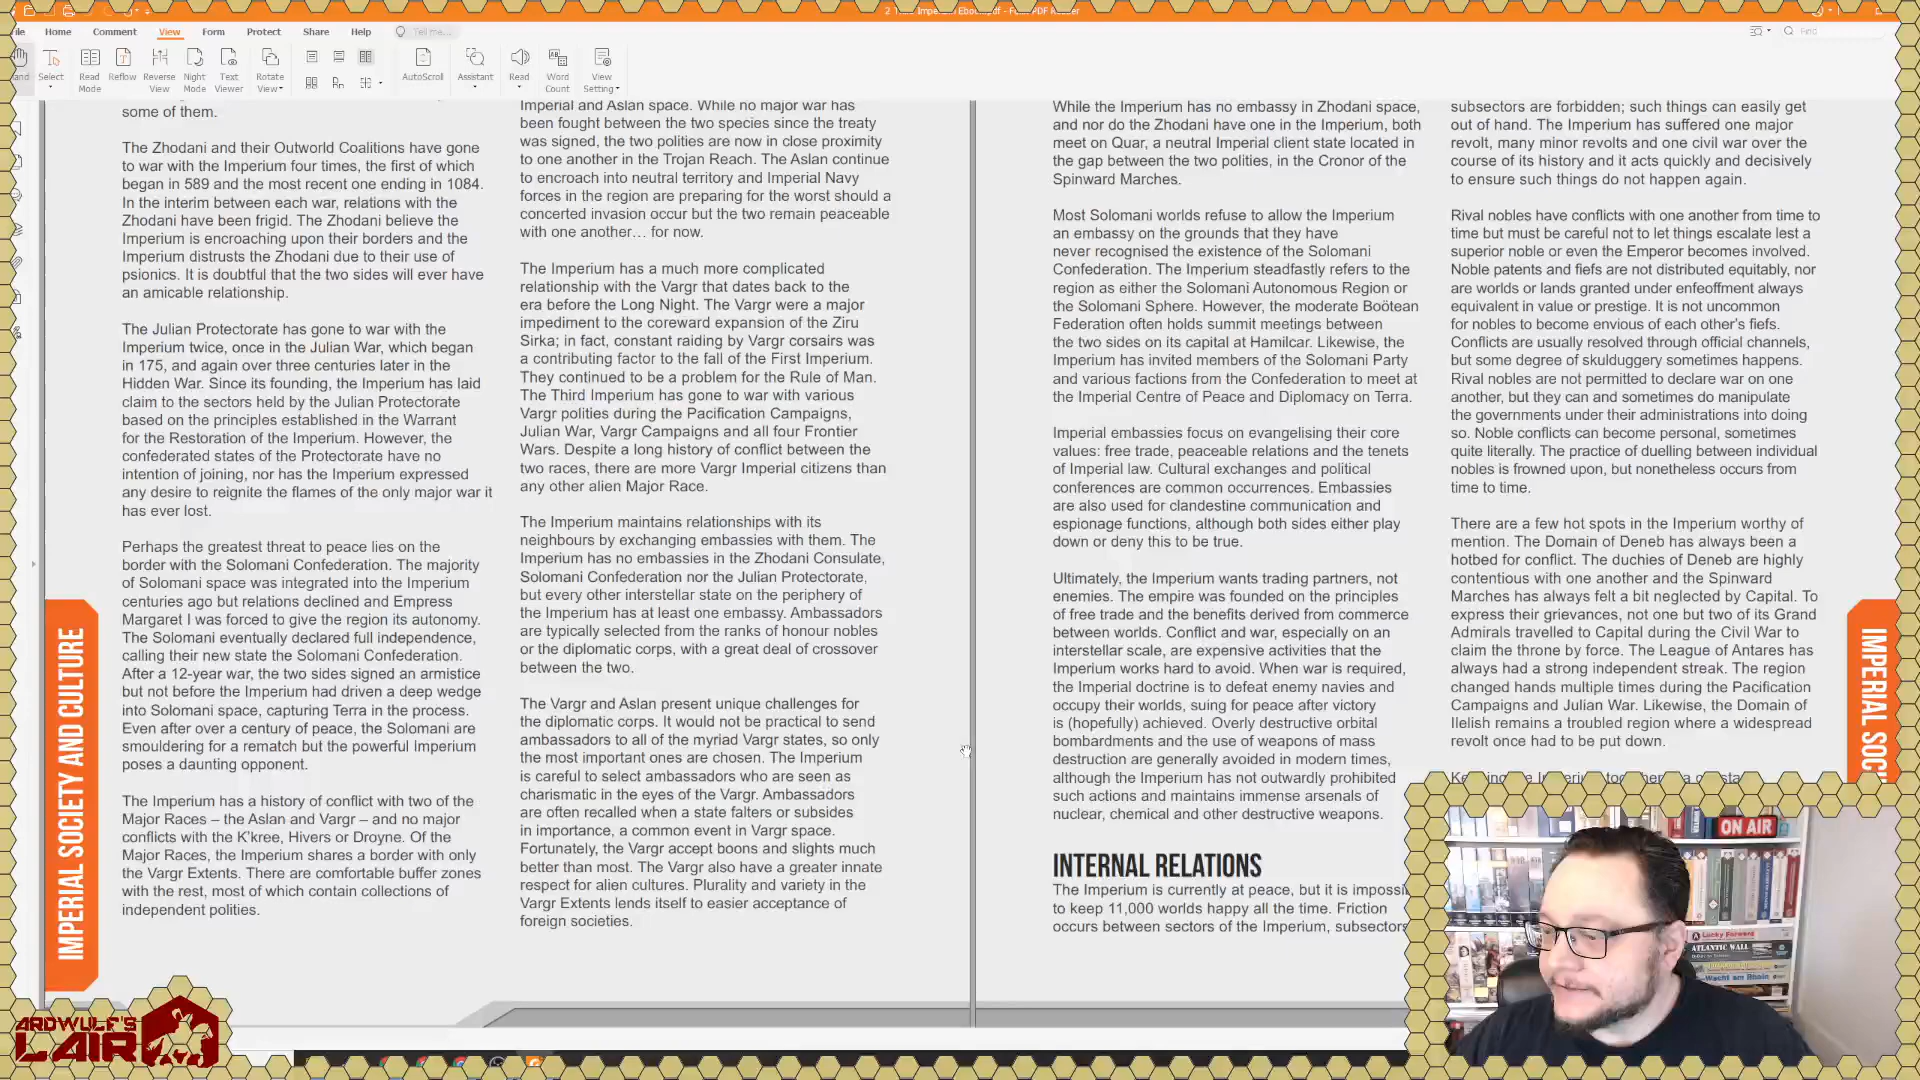 2 Third Imperium Ebook.pdf - Foxit PDF Reader
Home
Comment
View
Form
Protect
Share
Help
Tell me...
Find
Select
Read
Mode
Reflow
Reverse
View
Night
Mode
Text
Viewer
Rotate
View
AutoScroll
Assistant
Read
Word
Count
View
Setting
some of them.
The Zhodani and their Outworld Coalitions have gone
to war with the Imperium four times, the first of which
began in 589 and the most recent one ending in 1084.
In the interim between each war, relations with the
Zhodani have been frigid. The Zhodani believe the
Imperium is encroaching upon their borders and the
Imperium distrusts the Zhodani due to their use of
psionics. It is doubtful that the two sides will ever have
an amicable relationship.
The Julian Protectorate has gone to war with the
Imperium twice, once in the Julian War, which began
in 175, and again over three centuries later in the
Hidden War. Since its founding, the Imperium has laid
claim to the sectors held by the Julian Protectorate
based on the principles established in the Warrant
for the Restoration of the Imperium. However, the
confederated states of the Protectorate have no
intention of joining, nor has the Imperium expressed
any desire to reignite the flames of the only major war it
has ever lost.
Perhaps the greatest threat to peace lies on the
border with the Solomani Confederation. The majority
of Solomani space was integrated into the Imperium
centuries ago but relations declined and Empress
Margaret I was forced to give the region its autonomy.
The Solomani eventually declared full independence,
calling their new state the Solomani Confederation.
After a 12-year war, the two sides signed an armistice
but not before the Imperium had driven a deep wedge
into Solomani space, capturing Terra in the process.
Even after over a century of peace, the Solomani are
smouldering for a rematch but the powerful Imperium
poses a daunting opponent.
The Imperium has a history of conflict with two of the
Major Races – the Aslan and Vargr – and no major
conflicts with the K'kree, Hivers or Droyne. Of the
Major Races, the Imperium shares a border with only
the Vargr Extents. There are comfortable buffer zones
with the rest, most of which contain collections of
independent polities.
Imperial and Aslan space. While no major war has
been fought between the two species since the treaty
was signed, the two polities are now in close proximity
to one another in the Trojan Reach. The Aslan continue
to encroach into neutral territory and Imperial Navy
forces in the region are preparing for the worst should a
concerted invasion occur but the two remain peaceable
with one another… for now.
The Imperium has a much more complicated
relationship with the Vargr that dates back to the
era before the Long Night. The Vargr were a major
impediment to the coreward expansion of the Ziru
Sirka; in fact, constant raiding by Vargr corsairs was
a contributing factor to the fall of the First Imperium.
They continued to be a problem for the Rule of Man.
The Third Imperium has gone to war with various
Vargr polities during the Pacification Campaigns,
Julian War, Vargr Campaigns and all four Frontier
Wars. Despite a long history of conflict between the
two races, there are more Vargr Imperial citizens than
any other alien Major Race.
The Imperium maintains relationships with its
neighbours by exchanging embassies with them. The
Imperium has no embassies in the Zhodani Consulate,
Solomani Confederation nor the Julian Protectorate,
but every other interstellar state on the periphery of
the Imperium has at least one embassy. Ambassadors
are typically selected from the ranks of honour nobles
or the diplomatic corps, with a great deal of crossover
between the two.
The Vargr and Aslan present unique challenges for
the diplomatic corps. It would not be practical to send
ambassadors to all of the myriad Vargr states, so only
the most important ones are chosen. The Imperium
is careful to select ambassadors who are seen as
charismatic in the eyes of the Vargr. Ambassadors
are often recalled when a state falters or subsides
in importance, a common event in Vargr space.
Fortunately, the Vargr accept boons and slights much
better than most. The Vargr also have a greater innate
respect for alien cultures. Plurality and variety in the
Vargr Extents lends itself to easier acceptance of
foreign societies.
While the Imperium has no embassy in Zhodani space,
and nor do the Zhodani have one in the Imperium, both
meet on Quar, a neutral Imperial client state located in
the gap between the two polities, in the Cronor of the
Spinward Marches.
Most Solomani worlds refuse to allow the Imperium
an embassy on the grounds that they have
never recognised the existence of the Solomani
Confederation. The Imperium steadfastly refers to the
region as either the Solomani Autonomous Region or
the Solomani Sphere. However, the moderate Boötean
Federation often holds summit meetings between
the two sides on its capital at Hamilcar. Likewise, the
Imperium has invited members of the Solomani Party
and various factions from the Confederation to meet at
the Imperial Centre of Peace and Diplomacy on Terra.
Imperial embassies focus on evangelising their core
values: free trade, peaceable relations and the tenets
of Imperial law. Cultural exchanges and political
conferences are common occurrences. Embassies
are also used for clandestine communication and
espionage functions, although both sides either play
down or deny this to be true.
Ultimately, the Imperium wants trading partners, not
enemies. The empire was founded on the principles
of free trade and the benefits derived from commerce
between worlds. Conflict and war, especially on an
interstellar scale, are expensive activities that the
Imperium works hard to avoid. When war is required,
the Imperial doctrine is to defeat enemy navies and
occupy their worlds, suing for peace after victory
is (hopefully) achieved. Overly destructive orbital
bombardments and the use of weapons of mass
destruction are generally avoided in modern times,
although the Imperium has not outwardly prohibited
such actions and maintains immense arsenals of
nuclear, chemical and other destructive weapons.
INTERNAL RELATIONS
The Imperium is currently at peace, but it is impossi
to keep 11,000 worlds happy all the time. Friction
occurs between sectors of the Imperium, subsectors
subsectors are forbidden; such things can easily get
out of hand. The Imperium has suffered one major
revolt, many minor revolts and one civil war over the
course of its history and it acts quickly and decisively
to ensure such things do not happen again.
Rival nobles have conflicts with one another from time to
time but must be careful not to let things escalate lest a
superior noble or even the Emperor becomes involved.
Noble patents and fiefs are not distributed equitably, nor
are worlds or lands granted under enfeoffment always
equivalent in value or prestige. It is not uncommon
for nobles to become envious of each other's fiefs.
Conflicts are usually resolved through official channels,
but some degree of skulduggery sometimes happens.
Rival nobles are not permitted to declare war on one
another, but they can and sometimes do manipulate
the governments under their administrations into doing
so. Noble conflicts can become personal, sometimes
quite literally. The practice of duelling between individual
nobles is frowned upon, but nonetheless occurs from
time to time.
There are a few hot spots in the Imperium worthy of
mention. The Domain of Deneb has always been a
hotbed for conflict. The duchies of Deneb are highly
contentious with one another and the Spinward
Marches has always felt a bit neglected by Capital. To
express their grievances, not one but two of its Grand
Admirals travelled to Capital during the Civil War to
claim the throne by force. The League of Antares has
always had a strong independent streak. The region
changed hands multiple times during the Pacification
Campaigns and Julian War. Likewise, the Domain of
Ilelish remains a troubled region where a widespread
revolt once had to be put down.
IMPERIAL SOCIETY AND CULTURE
IMPERIAL SOC
ON AIR
Lucky Forward
ATLANTIC WALL
Wacht am Rhein
ARDWULF'S
LAIR